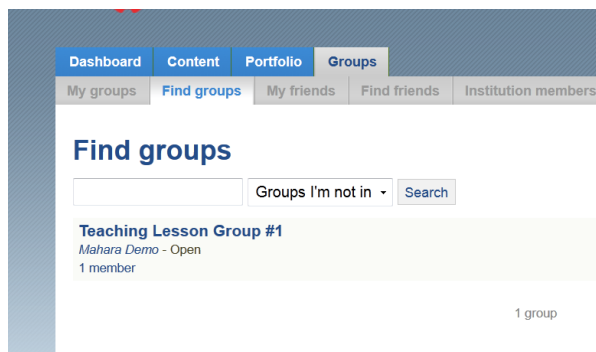 Dashboard Content Portfolio Groups
My groups Find groups My friends Find friends Institution members
Find groups
Groups I'm not in Search
Teaching Lesson Group #1
Mahara Demo - Open
1 member
1 group